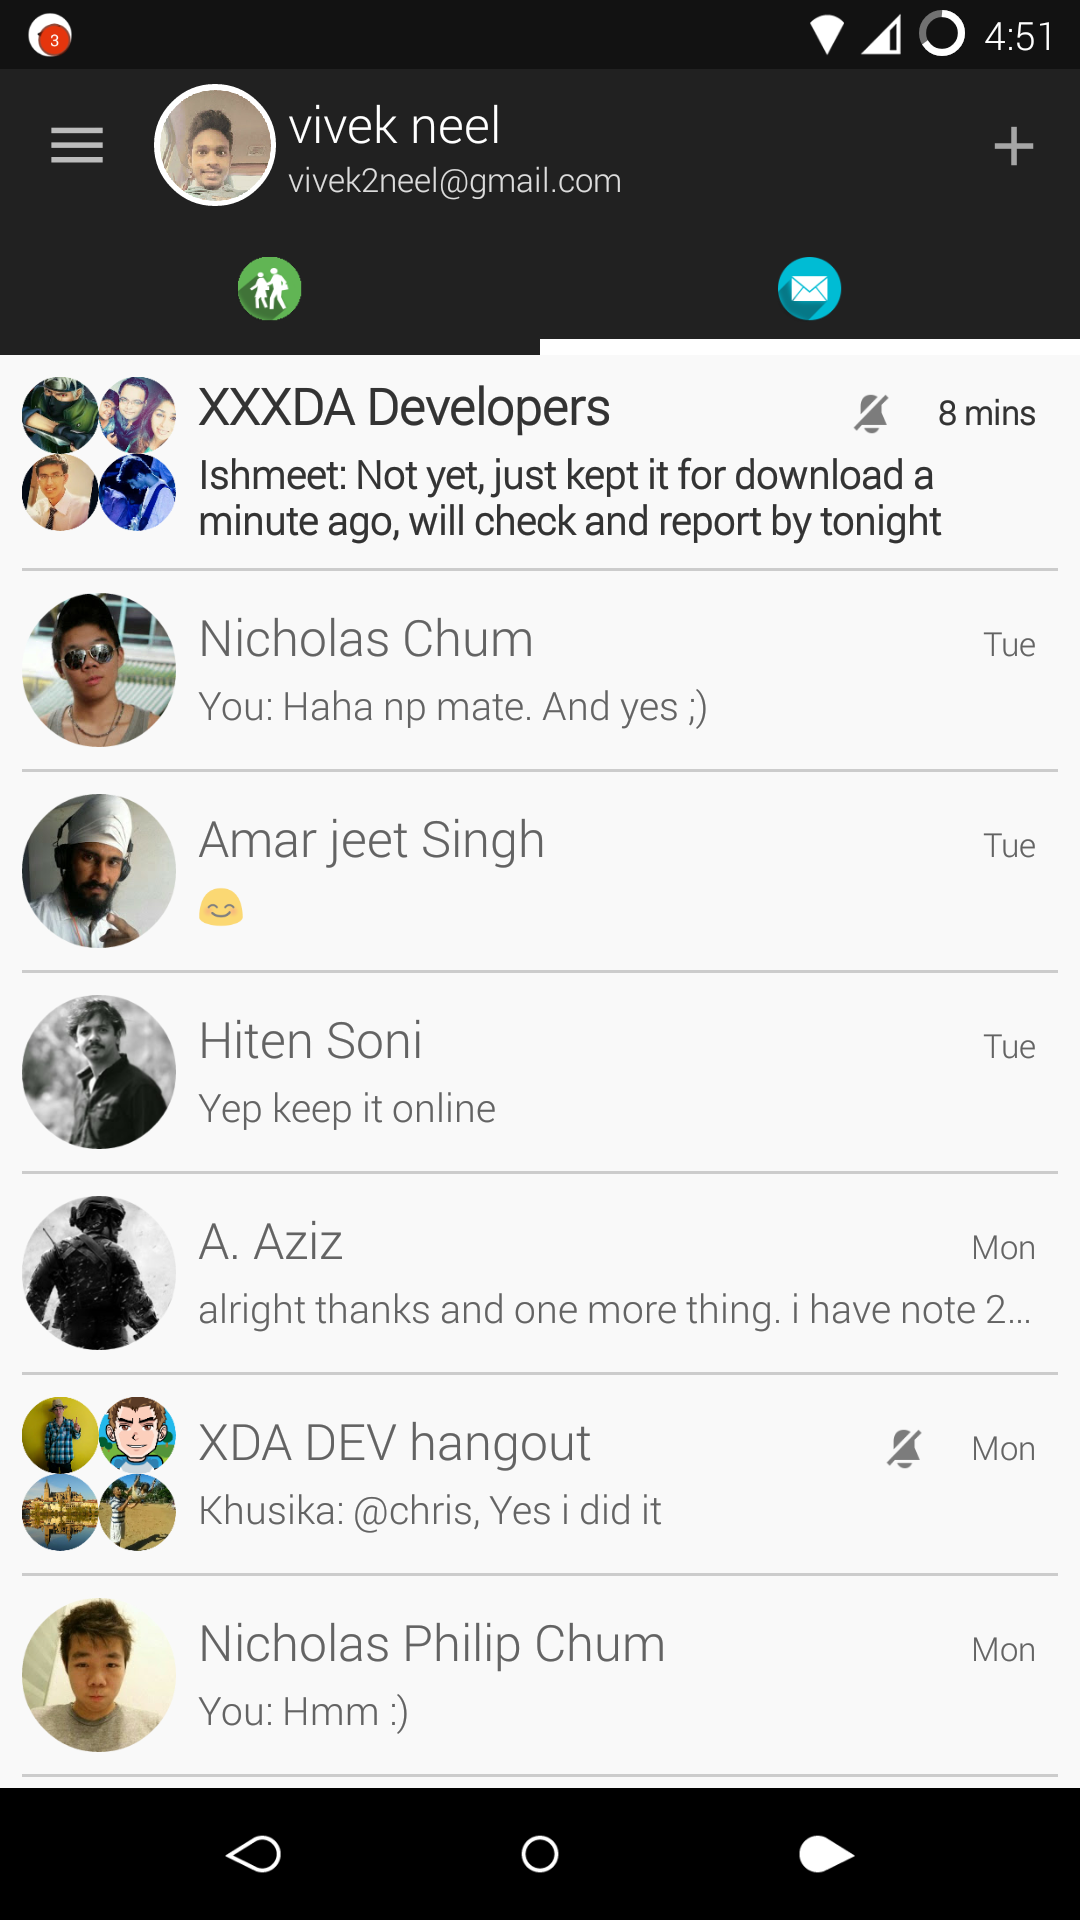 3
4:51
vivek neel
vivek2neel@gmail.com
XXXDA Developers
8 mins
Ishmeet: Not yet, just kept it for download a
minute ago, will check and report by tonight
Nicholas Chum
Tue
You: Haha np mate. And yes ;)
Amar jeet Singh
Tue
😊
Hiten Soni
Tue
Yep keep it online
A. Aziz
Mon
alright thanks and one more thing. i have note 2...
XDA DEV hangout
Mon
Khusika: @chris, Yes i did it
Nicholas Philip Chum
Mon
You: Hmm :)